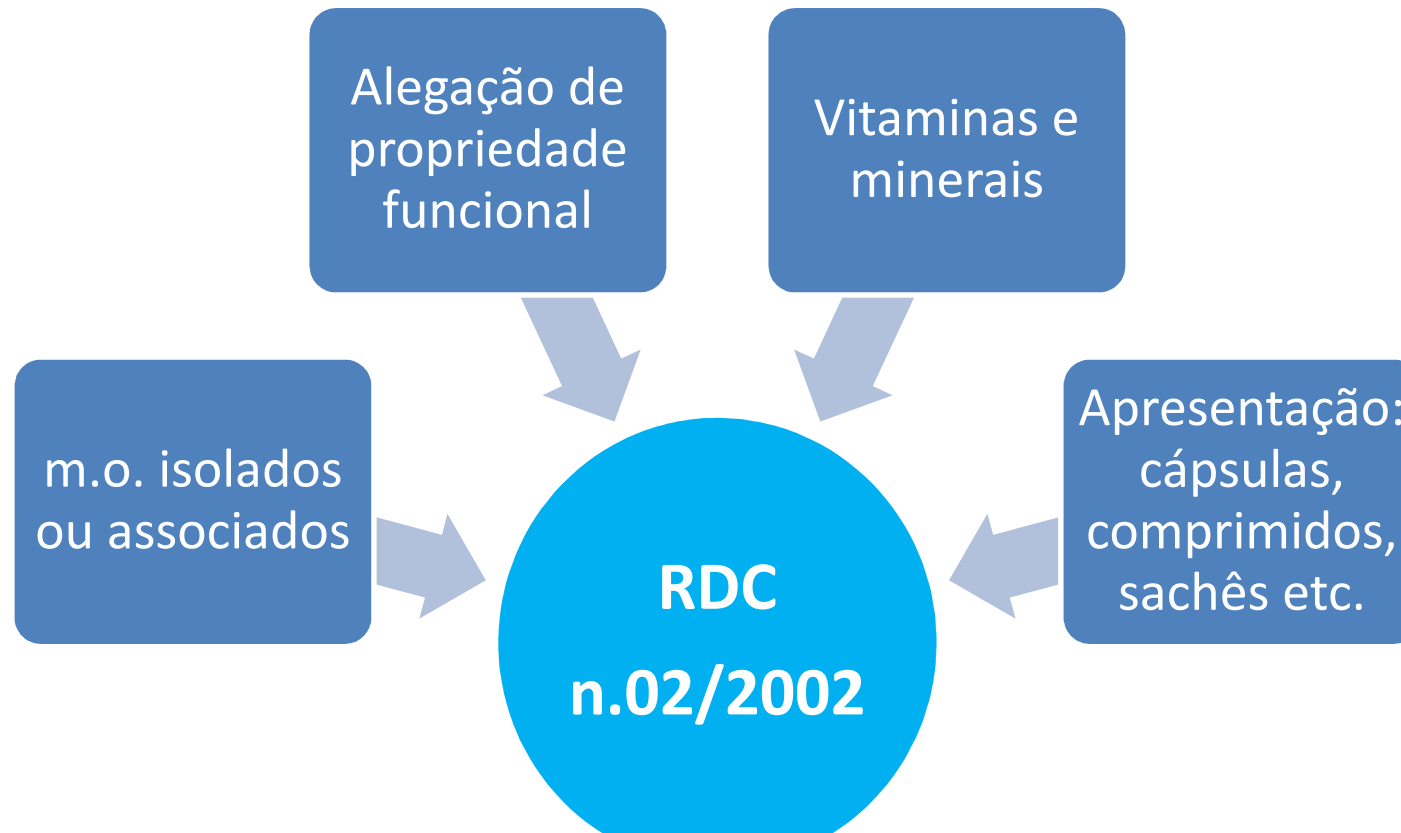 Alegação de
propriedade
funcional
Vitaminas e
minerais
m.o. isolados
ou associados
Apresentação:
cápsulas,
comprimidos,
sachês etc.
RDC
n.02/2002